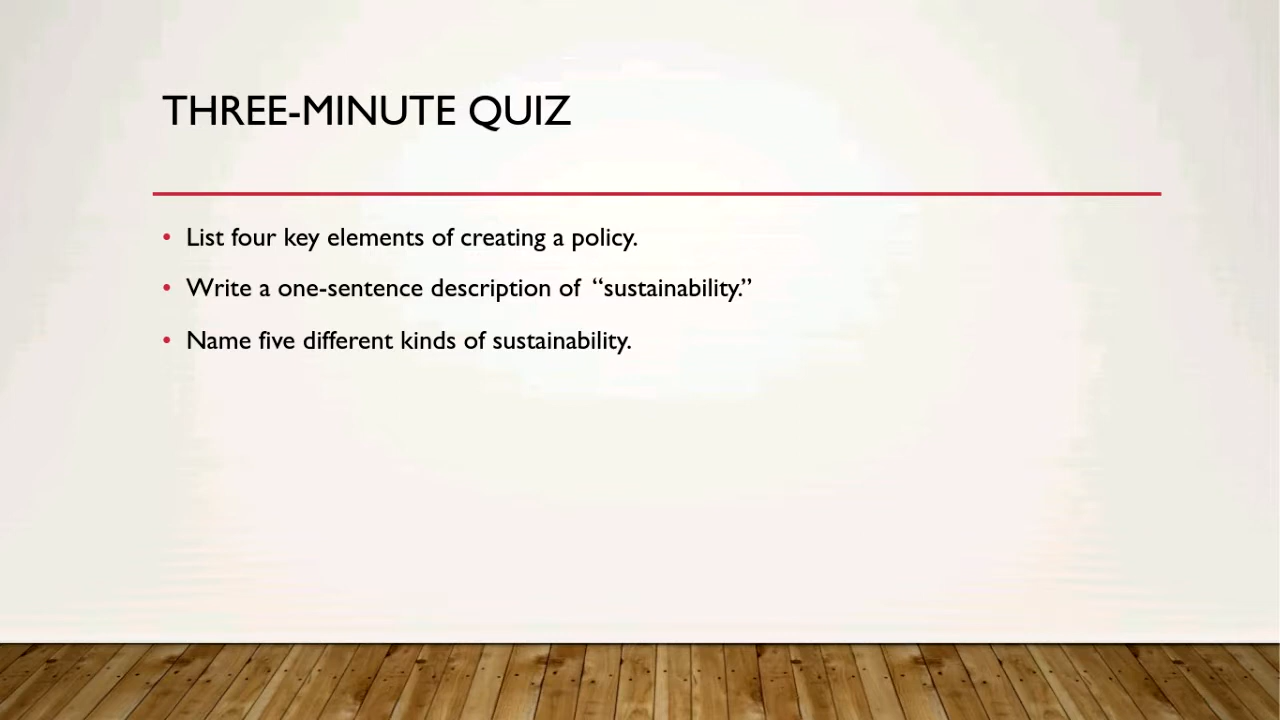 THREE-MINUTE QUIZ
• List four key elements of creating a policy.
• Write a one-sentence description of “sustainability.”
• Name five different kinds of sustainability.